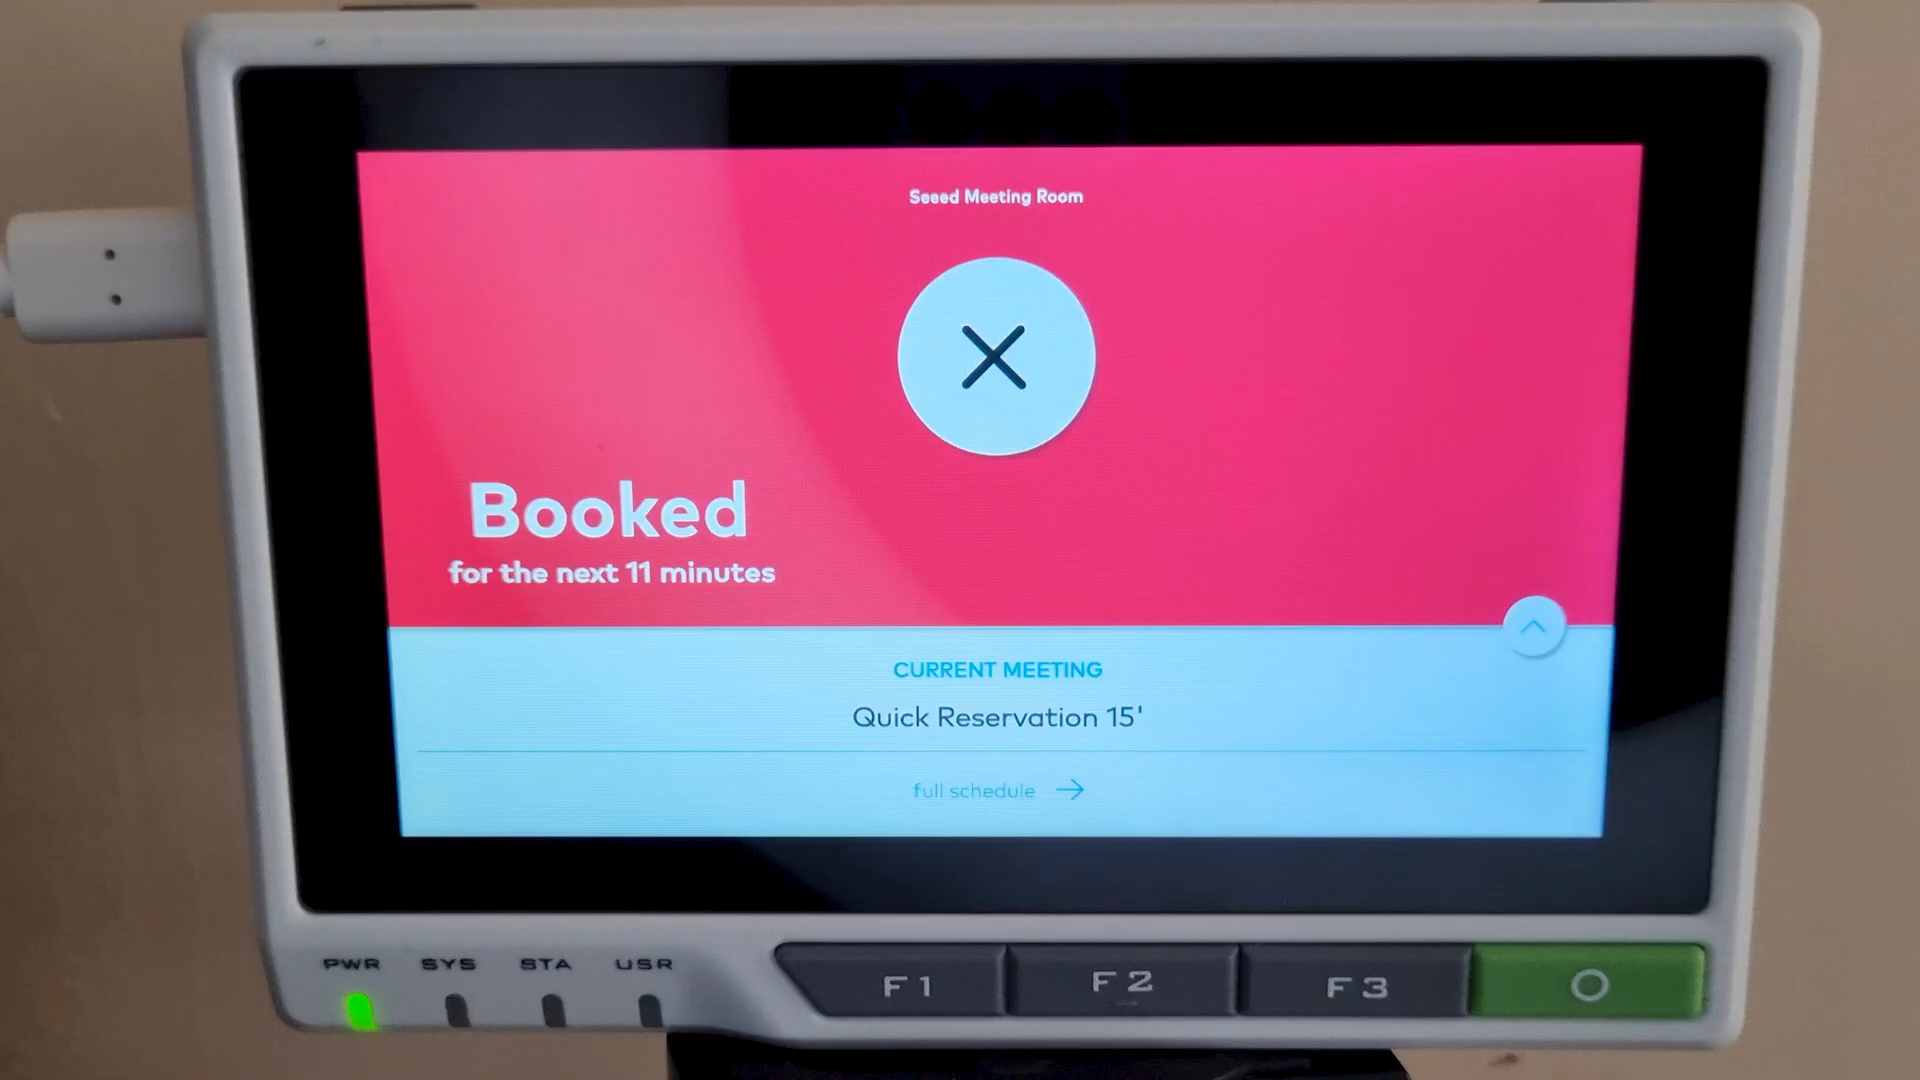 Seeed Meeting Room
Booked
for the next 11 minutes
CURRENT MEETING
Quick Reservation 15'
full schedule →
PWR SYS STA USR
F1 F2 F3